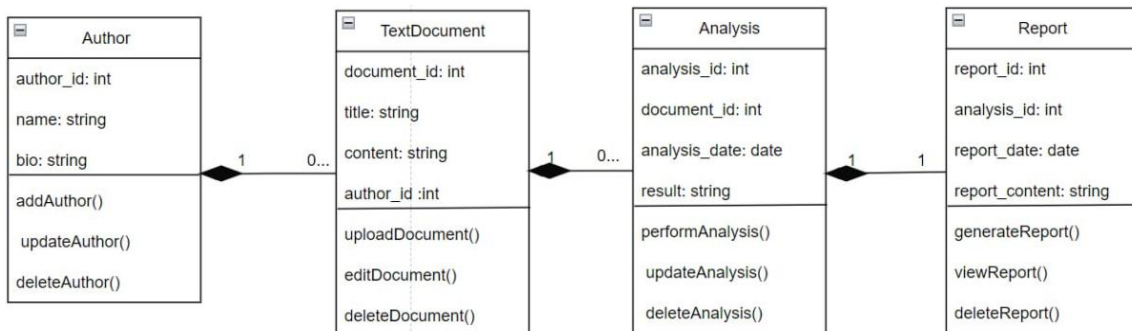 Author
author_id: int
name: string
bio: string
addAuthor()
updateAuthor()
deleteAuthor()
1
0...
TextDocument
document_id: int
title: string
content: string
author_id :int
uploadDocument()
editDocument()
deleteDocument()
1
0...
Analysis
analysis_id: int
document_id: int
analysis_date: date
result: string
performAnalysis()
updateAnalysis()
deleteAnalysis()
1
1
Report
report_id: int
analysis_id: int
report_date: date
report_content: string
generateReport()
viewReport()
deleteReport()